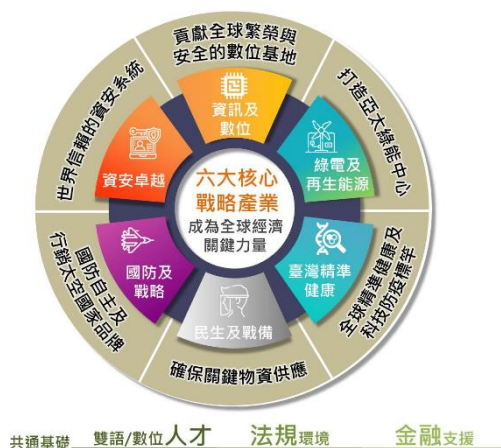 貢獻全球繁榮與
安全的數位基地
打造亞太綠能中心
全球精準健康及
科技防疫標竿
確保關鍵物資供應
國防自主及
行銷太空國家品牌
世界信賴的資安系統
資訊及
數位
綠電及
再生能源
臺灣精準
健康
民生及戰備
國防及
戰略
資安卓越
六大核心
戰略產業
成為全球經濟
關鍵力量
共通基礎 雙語/數位人才 法規環境 金融支援